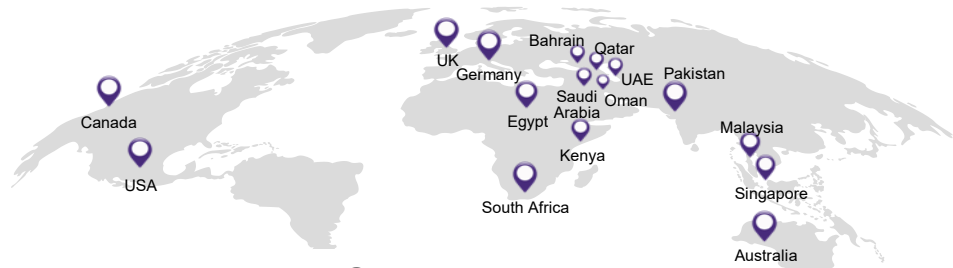 Bahrain
Qatar
UK
Germany
UAE
Pakistan
Saudi
Arabia
Oman
Canada
Egypt
Malaysia
Kenya
USA
Singapore
South Africa
Australia